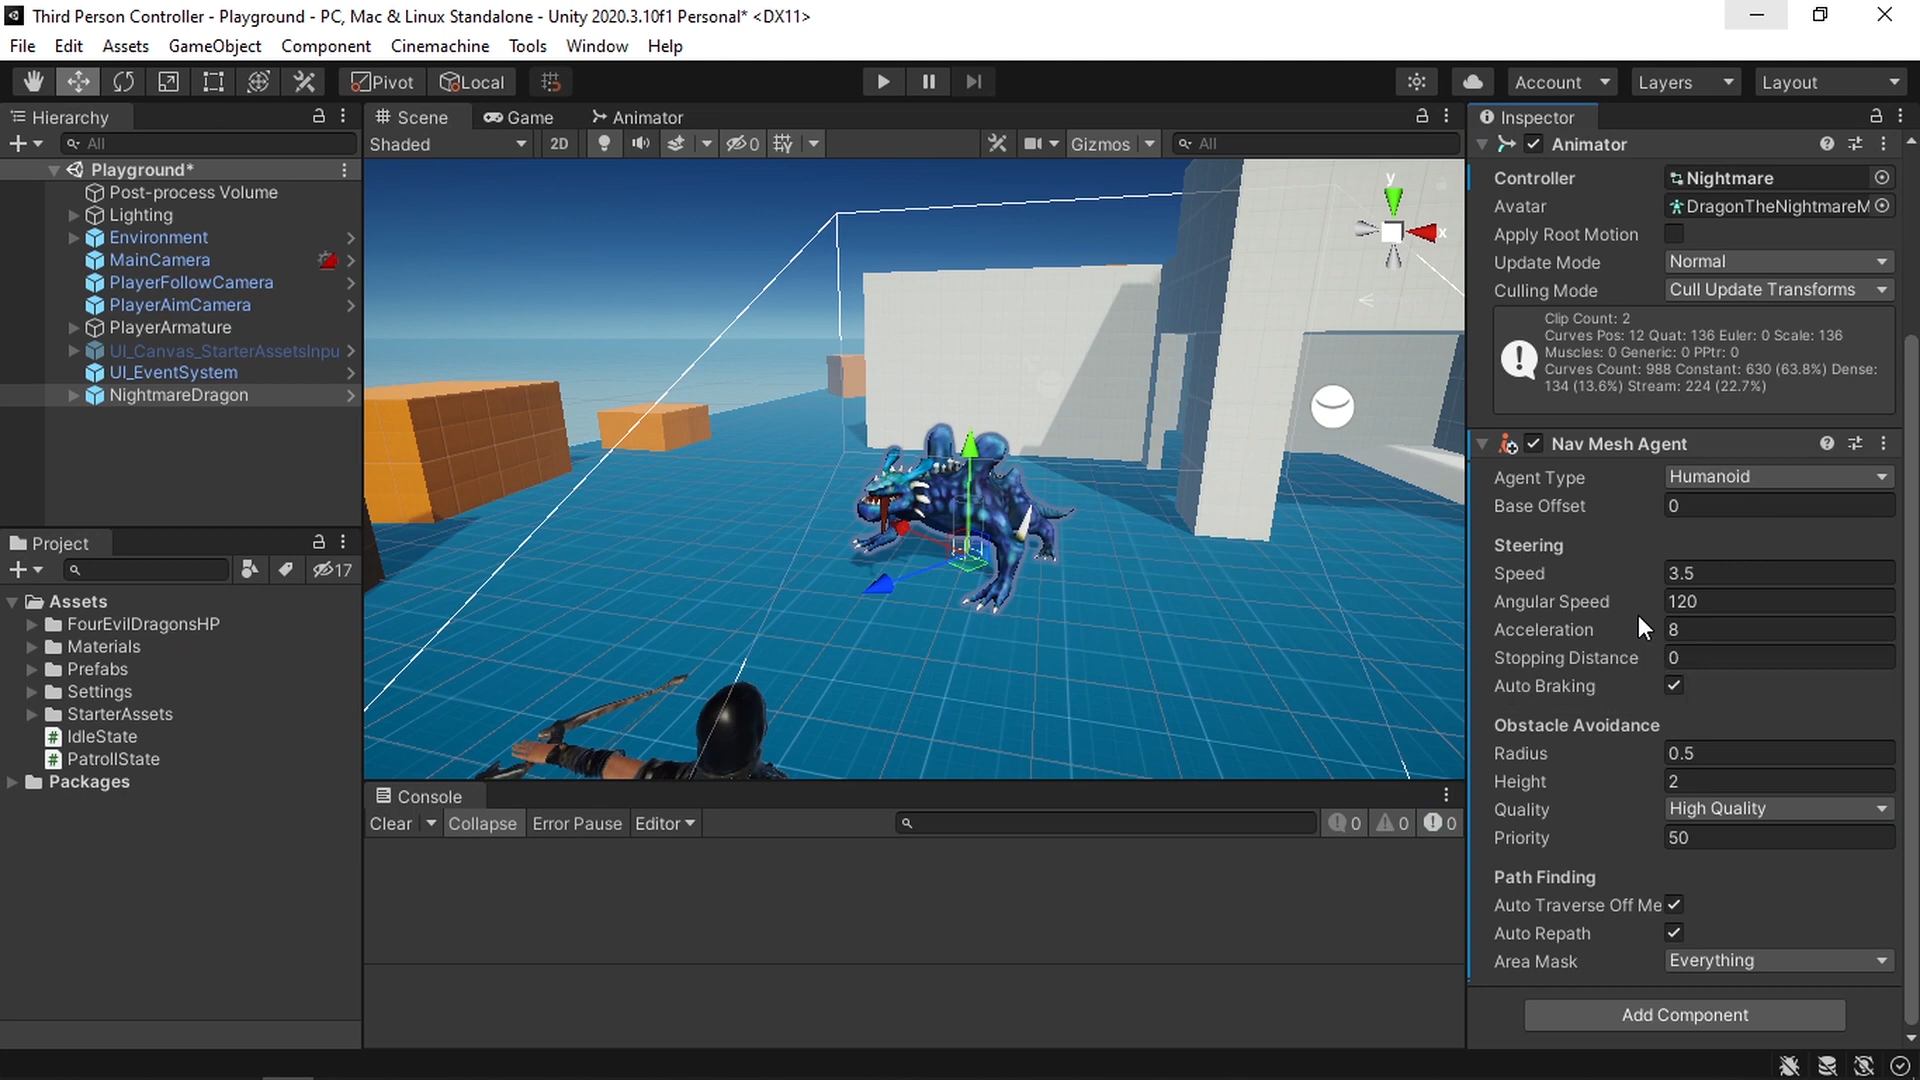 Third Person Controller - Playground - PC, Mac & Linux Standalone - Unity 2020.3.10f1 Personal* <DX11>
File Edit Assets GameObject Component Cinemachine Tools Window Help
Pivot Local Account Layers Layout
Hierarchy
All
Playground*
Post-process Volume
Lighting
Environment
MainCamera
PlayerFollowCamera
PlayerAimCamera
PlayerArmature
UI_Canvas_StarterAssetsInpu
UI_EventSystem
NightmareDragon
Project
17
Assets
FourEvilDragonsHP
Materials
Prefabs
Settings
StarterAssets
IdleState
PatrollState
Packages
Scene Game Animator
Shaded 2D 0 Gizmos All
y
x
Console
Clear Collapse Error Pause Editor 0 0 0
Inspector
Animator
Controller Nightmare
Avatar DragonTheNightmareM
Apply Root Motion
Update Mode Normal
Culling Mode Cull Update Transforms
Clip Count: 2
Curves Pos: 12 Quat: 136 Euler: 0 Scale: 136
Muscles: 0 Generic: 0 PPtr: 0
Curves Count: 988 Constant: 630 (63.8%) Dense:
134 (13.6%) Stream: 224 (22.7%)
Nav Mesh Agent
Agent Type Humanoid
Base Offset 0
Steering
Speed 3.5
Angular Speed 120
Acceleration 8
Stopping Distance 0
Auto Braking
Obstacle Avoidance
Radius 0.5
Height 2
Quality High Quality
Priority 50
Path Finding
Auto Traverse Off Me
Auto Repath
Area Mask Everything
Add Component